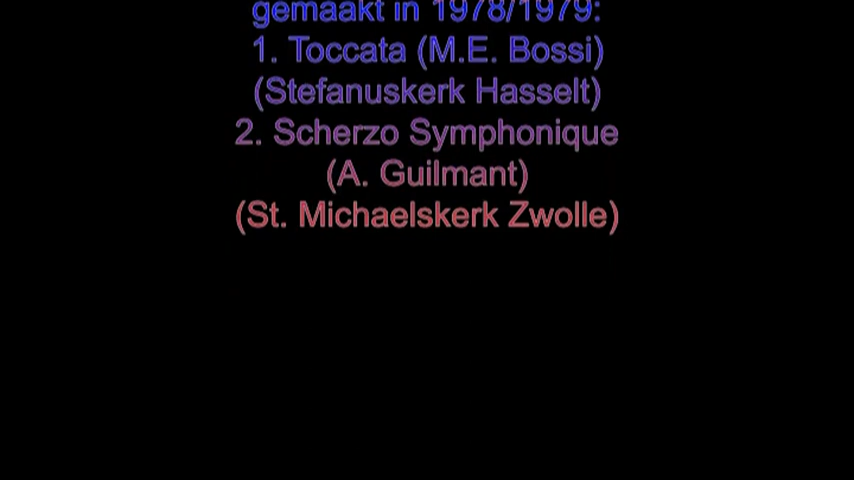 gemaakt in 1978/1979:
1. Toccata (M.E. Bossi)
(Stefanuskerk Hasselt)
2. Scherzo Symphonique
(A. Guilmant)
(St. Michaelskerk Zwolle)